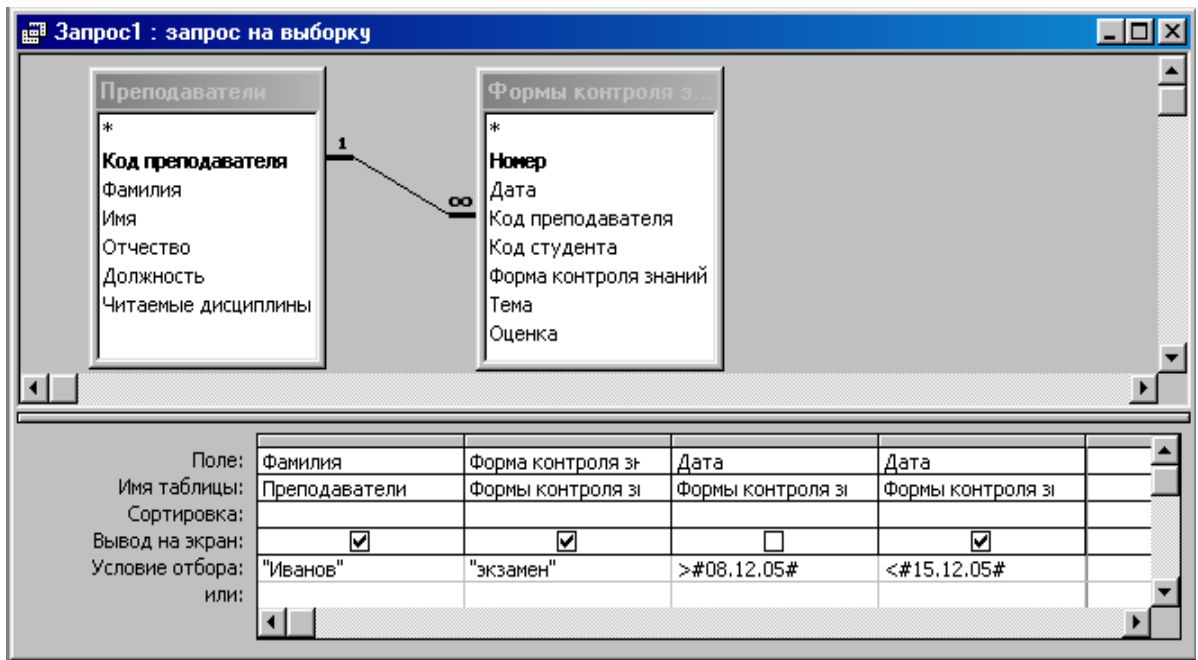 Запрос1 : запрос на выборку
Преподаватели
*
Код преподавателя
Фамилия
Имя
Отчество
Должность
Читаемые дисциплины
1
∞
Формы контроля з...
*
Номер
Дата
Код преподавателя
Код студента
Форма контроля знаний
Тема
Оценка
Поле: Фамилия Форма контроля зн Дата Дата
Имя таблицы: Преподаватели Формы контроля зн Формы контроля зн Формы контроля зн
Сортировка:
Вывод на экран:
Условие отбора: "Иванов" "экзамен" >#08.12.05# <#15.12.05#
или: